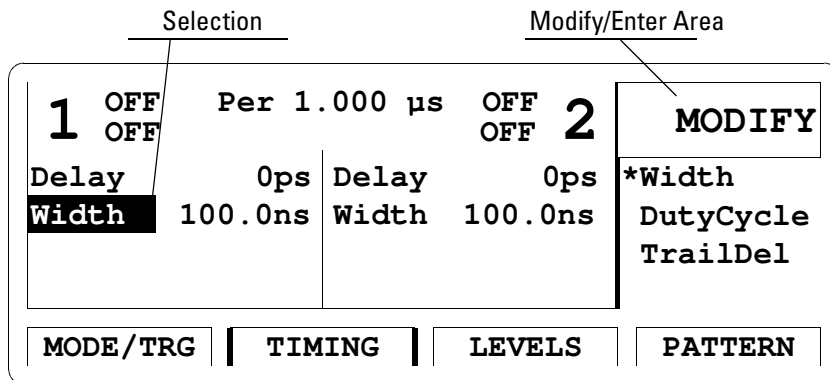 Selection Modify/Enter Area
1 OFF Per 1.000 µs OFF 2 MODIFY
OFF OFF
Delay 0ps Delay 0ps *Width
Width 100.0ns Width 100.0ns DutyCycle
TrailDel
MODE/TRG TIMING LEVELS PATTERN